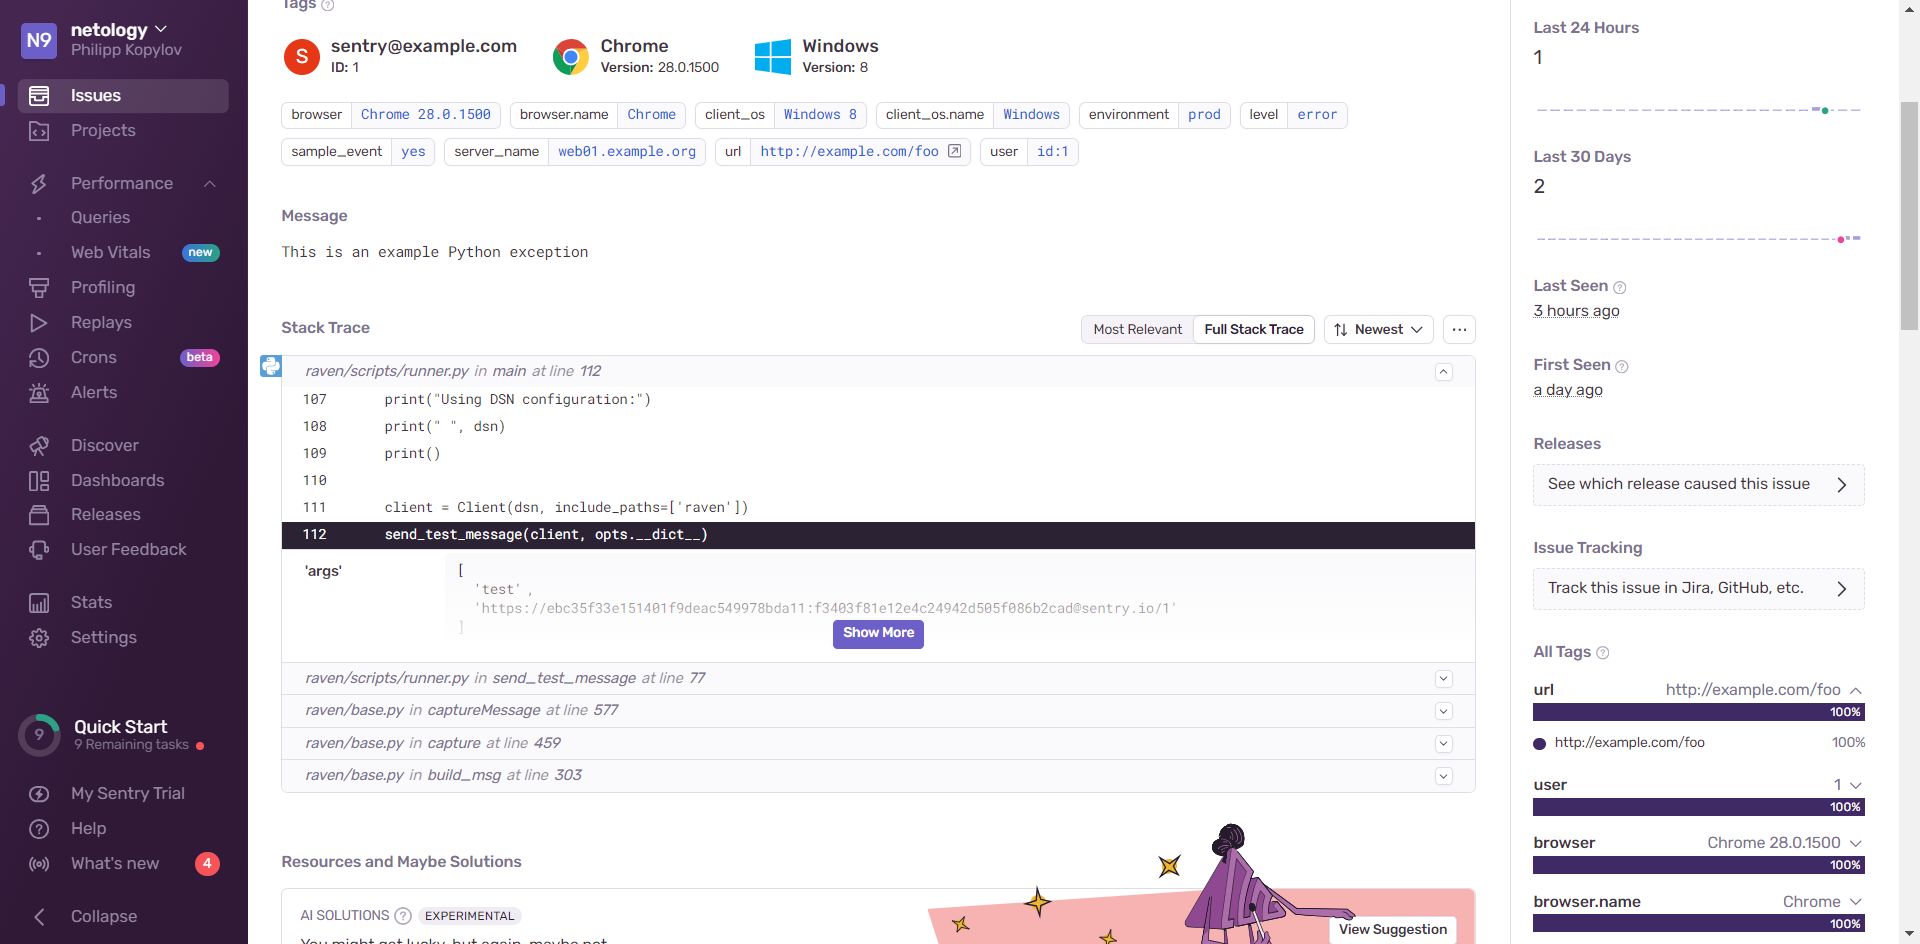 N9
netology
Philipp Kopylov
Issues
Projects
Performance
Queries
Web Vitals new
Profiling
Replays
Crons beta
Alerts
Discover
Dashboards
Releases
User Feedback
Stats
Settings
9
Quick Start
9 Remaining tasks
My Sentry Trial
Help
What's new 4
Collapse
Tags ?
S
sentry@example.com
ID: 1
Chrome
Version: 28.0.1500
Windows
Version: 8
browser Chrome 28.0.1500 browser.name Chrome client_os Windows 8 client_os.name Windows environment prod level error
sample_event yes server_name web01.example.org url http://example.com/foo user id:1
Message
This is an example Python exception
Stack Trace
Most Relevant Full Stack Trace Newest ...
raven/scripts/runner.py in main at line 112
107 print("Using DSN configuration:")
108 print(" ", dsn)
109 print()
110
111 client = Client(dsn, include_paths=['raven'])
112 send_test_message(client, opts.__dict__)
'args' [
'test' ,
'https://ebc35f33e151401f9deac549978bda11:f3403f81e12e4c24942d505f086b2cad@sentry.io/1'
]
Show More
raven/scripts/runner.py in send_test_message at line 77
raven/base.py in captureMessage at line 577
raven/base.py in capture at line 459
raven/base.py in build_msg at line 303
Resources and Maybe Solutions
AI SOLUTIONS ? EXPERIMENTAL
You might get lucky, but again, maybe not
View Suggestion
Last 24 Hours
1
Last 30 Days
2
Last Seen ?
3 hours ago
First Seen ?
a day ago
Releases
See which release caused this issue
Issue Tracking
Track this issue in Jira, GitHub, etc.
All Tags ?
url http://example.com/foo
100%
http://example.com/foo 100%
user 1
100%
browser Chrome 28.0.1500
100%
browser.name Chrome
100%